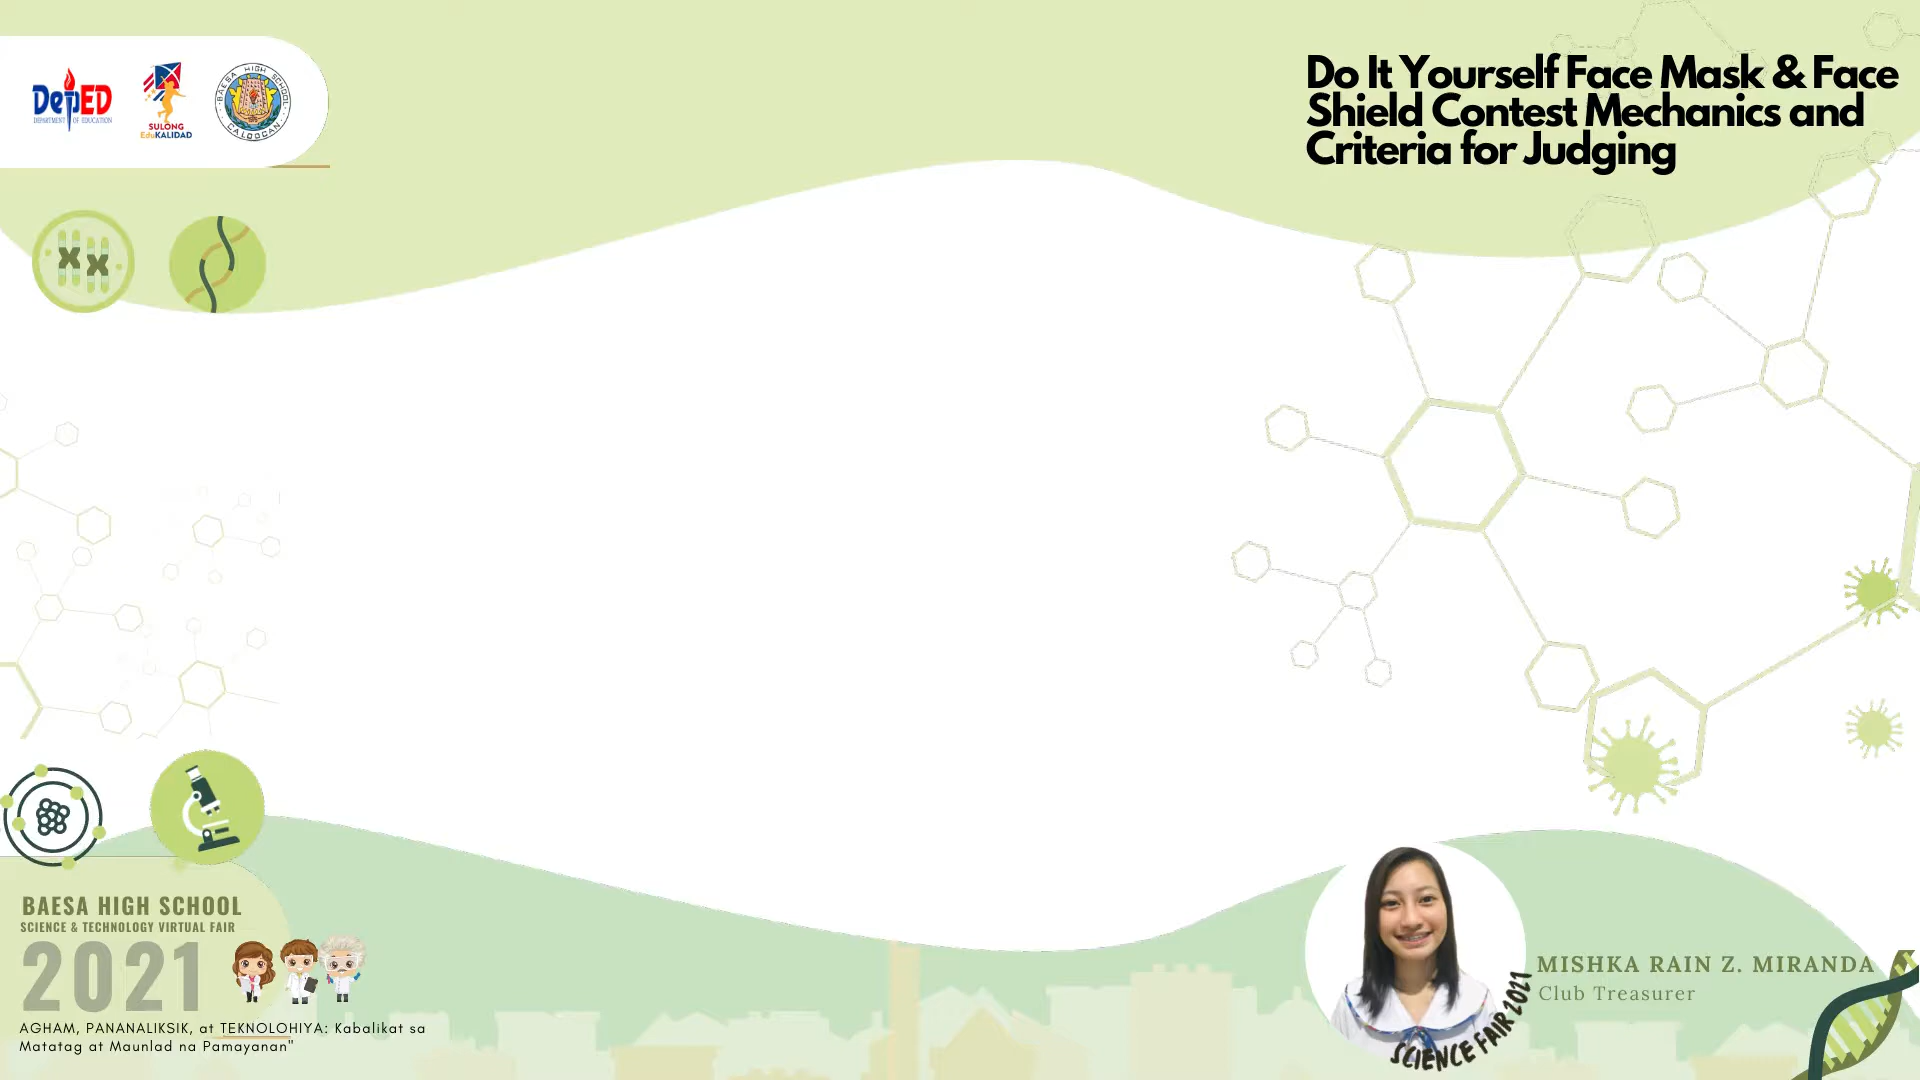 DepED
DEPARTMENT OF EDUCATION
SULONG
EduKALIDAD
BAESA HIGH SCHOOL
CALOOCAN
Do It Yourself Face Mask & Face
Shield Contest Mechanics and
Criteria for Judging
BAESA HIGH SCHOOL
SCIENCE & TECHNOLOGY VIRTUAL FAIR
2021
AGHAM, PANANALIKSIK, at TEKNOLOHIYA: Kabalikat sa
Matatag at Maunlad na Pamayanan"
SCIENCE FAIR 2021
MISHKA RAIN Z. MIRANDA
Club Treasurer